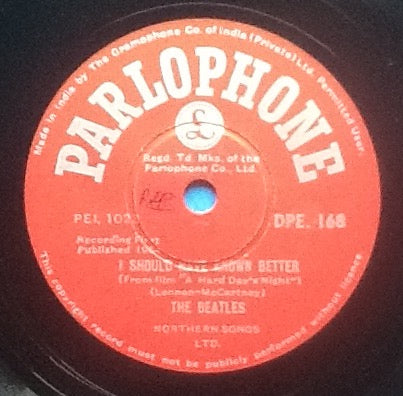 Made in India by The Gramophone Co. of India (Private) Ltd. Permitted User.
PARLOPHONE
£
Regd. Td. Mks. of the
Parlophone Co., Ltd.
DPE. 168
PEI. 102
Recording First
Published
I SHOULD HAVE KNOWN BETTER
(From film "A Hard Day's Night")
(Lennon-McCartney)
THE BEATLES
NORTHERN SONGS
LTD.
This copyright record must not be publicly performed without licence